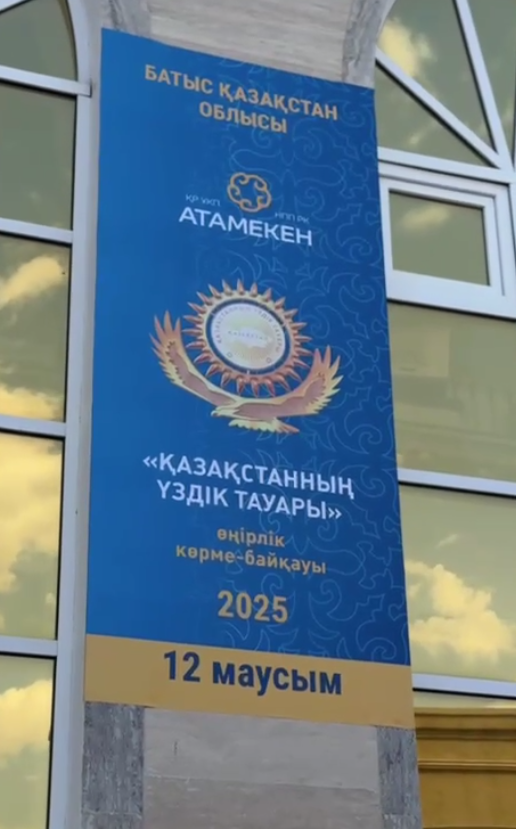 БАТЫС ҚАЗАҚСТАН
ОБЛЫСЫ
ҚР ҰКП НПП РК
АТАМЕКЕН
«ҚАЗАҚСТАННЫҢ
ҮЗДІК ТАУАРЫ»
өңірлік
көрме-байқауы
2025
12 маусым